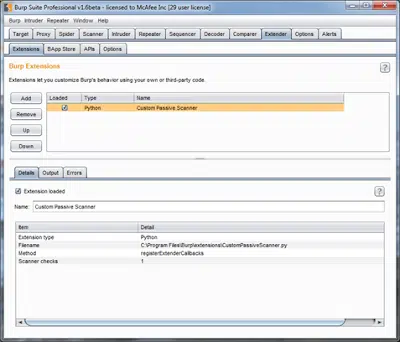 Burp Suite Professional v1.6beta - licensed to McAfee Inc [29 user license]
Burp Intruder Repeater Window Help
Target Proxy Spider Scanner Intruder Repeater Sequencer Decoder Comparer Extender Options Alerts
Extensions BApp Store APIs Options
Burp Extensions
?
Extensions let you customize Burp's behavior using your own or third-party code.
Add Loaded Type Name
Python Custom Passive Scanner
Remove
Up
Down
Details Output Errors
Extension loaded
?
Name: Custom Passive Scanner
Item Detail
Extension type Python
Filename C:\Program Files\Burp\extensions\CustomPassiveScanner.py
Method registerExtenderCallbacks
Scanner checks 1